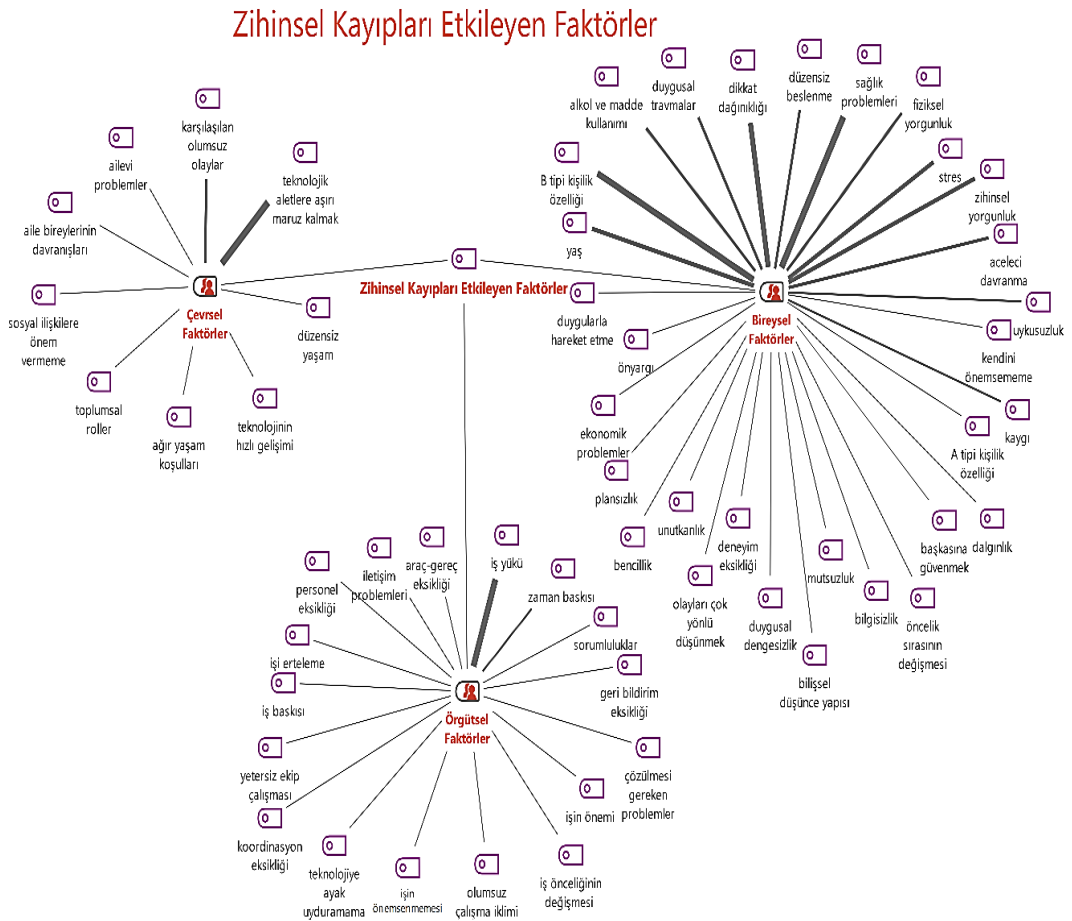 Zihinsel Kayıpları Etkileyen Faktörler
karşılaşılan
olumsuz
olaylar
ailevi
problemler
teknolojik
aletlere aşırı
maruz kalmak
aile bireylerinin
davranışları
sosyal ilişkilere
önem
vermeme
Çevrsel
Faktörler
düzensiz
yaşam
toplumsal
roller
ağır yaşam
koşulları
teknolojinin
hızlı gelişimi
Zihinsel Kayıpları Etkileyen Faktörler
alkol ve madde
kullanımı
duygusal
travmalar
dikkat
dağınıklığı
düzensiz
beslenme
sağlık
problemleri
fiziksel
yorgunluk
B tipi kişilik
özelliği
stres
zihinsel
yorgunluk
yaş
aceleci
davranma
duygularla
hareket etme
Bireysel
Faktörler
uykusuzluk
önyargı
kendini
önemsememe
ekonomik
problemler
kaygı
A tipi kişilik
özelliği
plansızlık
unutkanlık
bencillik
deneyim
eksikliği
başkasına
güvenmek
dalgınlık
olayları çok
yönlü
düşünmek
duygusal
dengesizlik
mutsuzluk
bilgisizlik
öncelik
sırasının
değişmesi
bilişsel
düşünce yapısı
personel
eksikliği
iletişim
problemleri
araç-gereç
eksikliği
iş yükü
zaman baskısı
sorumluluklar
işi erteleme
geri bildirim
eksikliği
iş baskısı
Örgütsel
Faktörler
yetersiz ekip
çalışması
çözülmesi
gereken
problemler
işin önemi
koordinasyon
eksikliği
teknolojiye
ayak
uyduramama
işin
önemsenmemesi
olumsuz
çalışma iklimi
iş önceliğinin
değişmesi